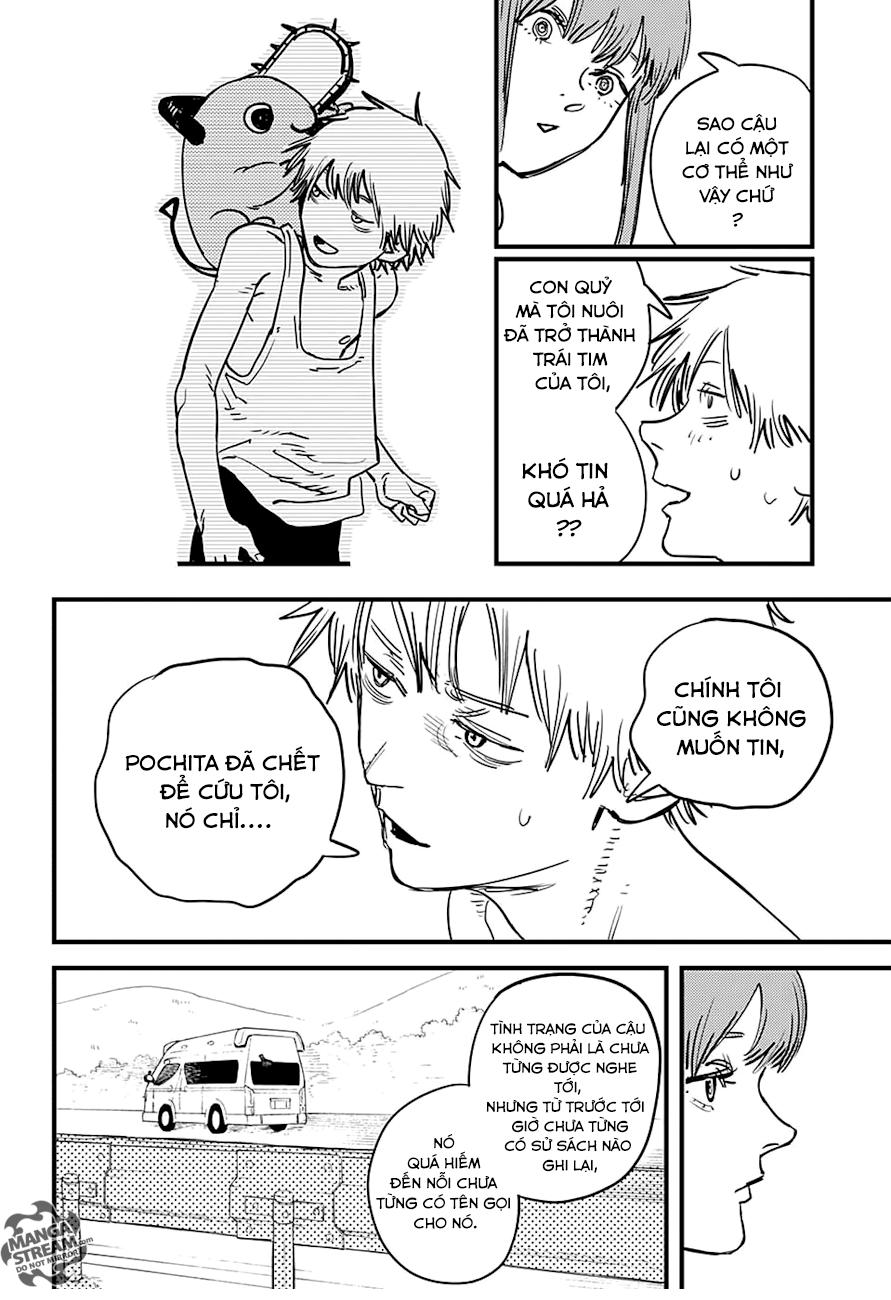 SAO CẬU
LẠI CÓ MỘT
CƠ THỂ NHƯ
VẬY CHỨ
?
CON QUỶ
MÀ TÔI NUÔI
ĐÃ TRỞ THÀNH
TRÁI TIM
CỦA TÔI,
KHÓ TIN
QUÁ HẢ
??
CHÍNH TÔI
CŨNG KHÔNG
MUỐN TIN,
POCHITA ĐÃ CHẾT
ĐỂ CỨU TÔI,
NÓ CHỈ....
TÌNH TRẠNG CỦA CẬU
KHÔNG PHẢI LÀ CHƯA
TỪNG ĐƯỢC NGHE
TỚI,
NHƯNG TỪ TRƯỚC TỚI
GIỜ CHƯA TỪNG
CÓ SỬ SÁCH NÀO
GHI LẠI,
NÓ
QUÁ HIẾM
ĐẾN NỖI CHƯA
TỪNG CÓ TÊN GỌI
CHO NÓ.
MANGA
STREAM.com
DO NOT MIRROR!